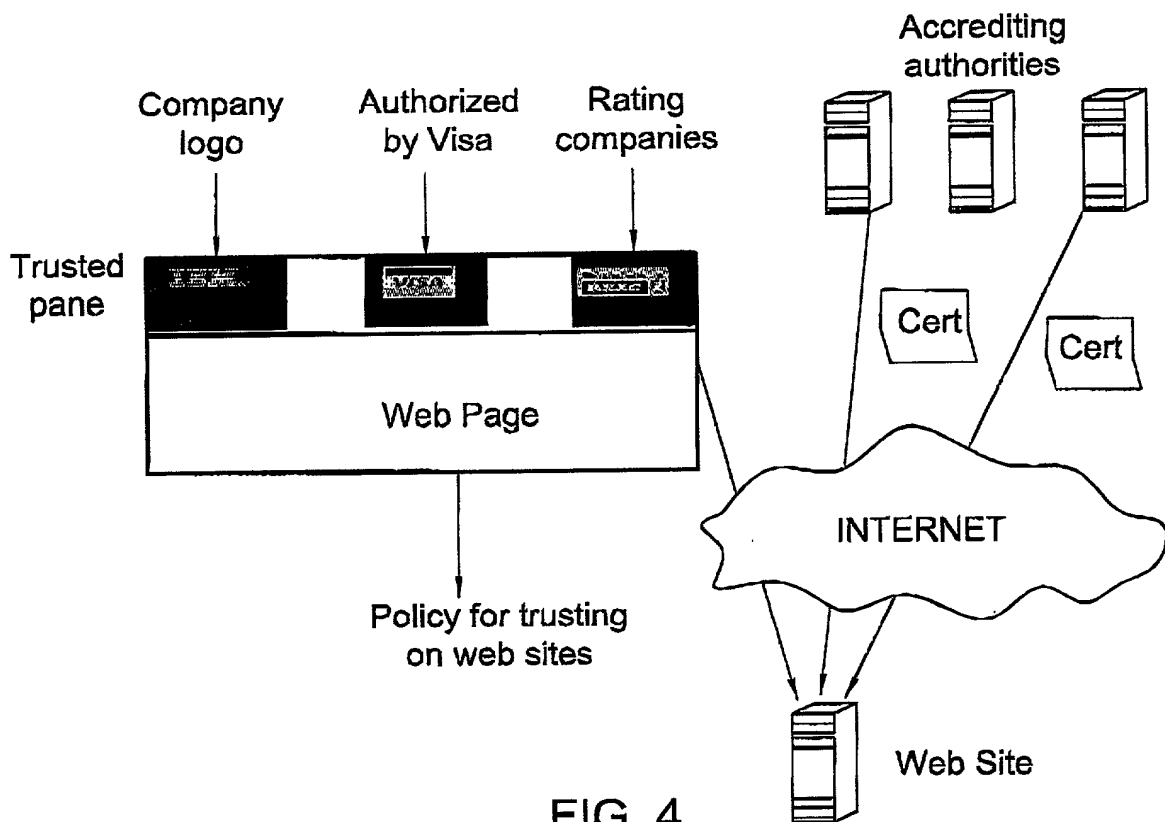 Accrediting
authorities
Company
logo
Authorized
by Visa
Rating
companies
Trusted
pane
VISA
Cert
Cert
Web Page
INTERNET
Policy for trusting
on web sites
Web Site
FIG. 4